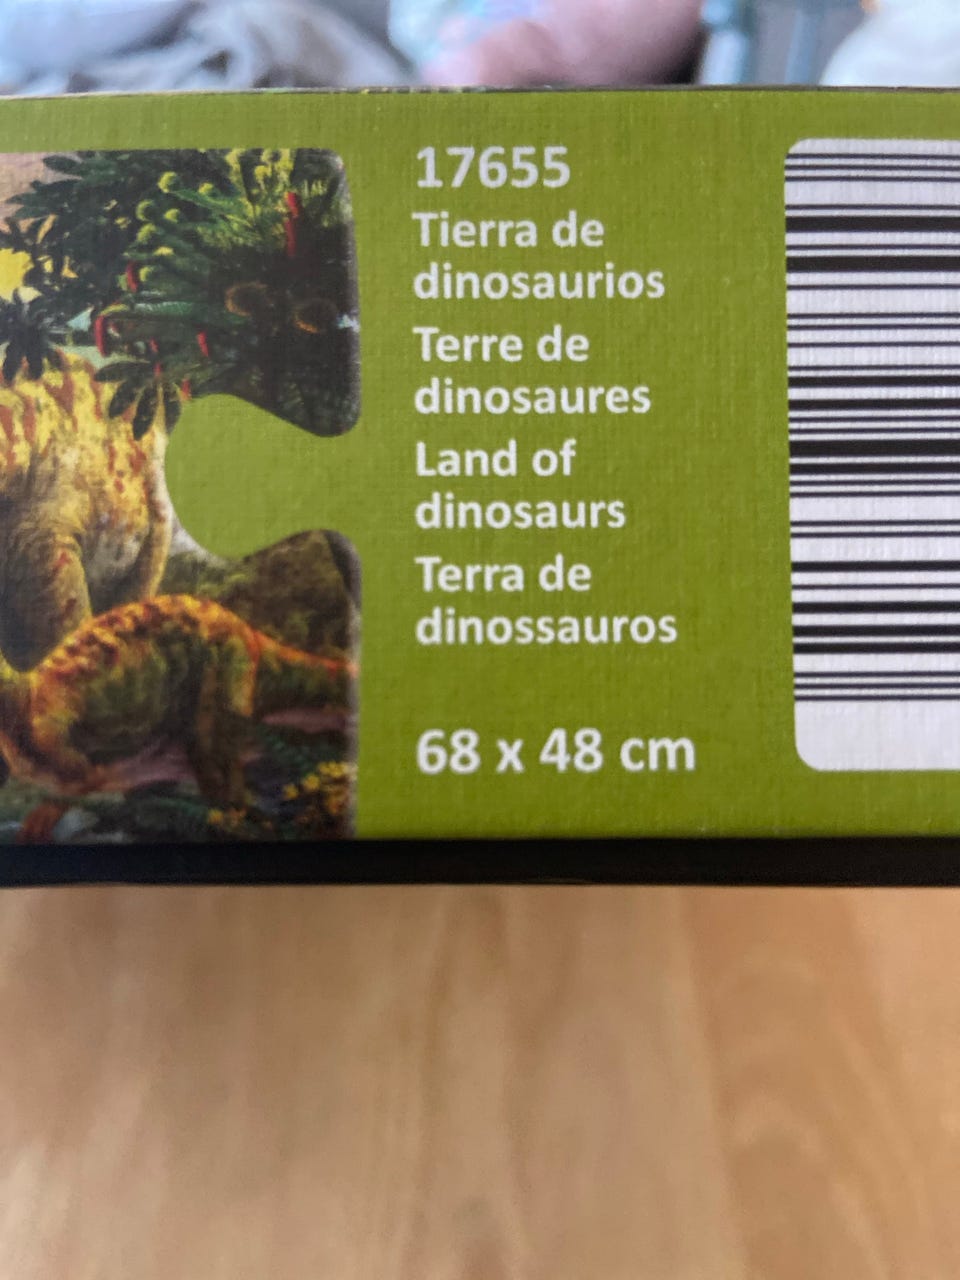 17655
Tierra de
dinosaurios
Terre de
dinosaures
Land of
dinosaurs
Terra de
dinossauros
68 x 48 cm